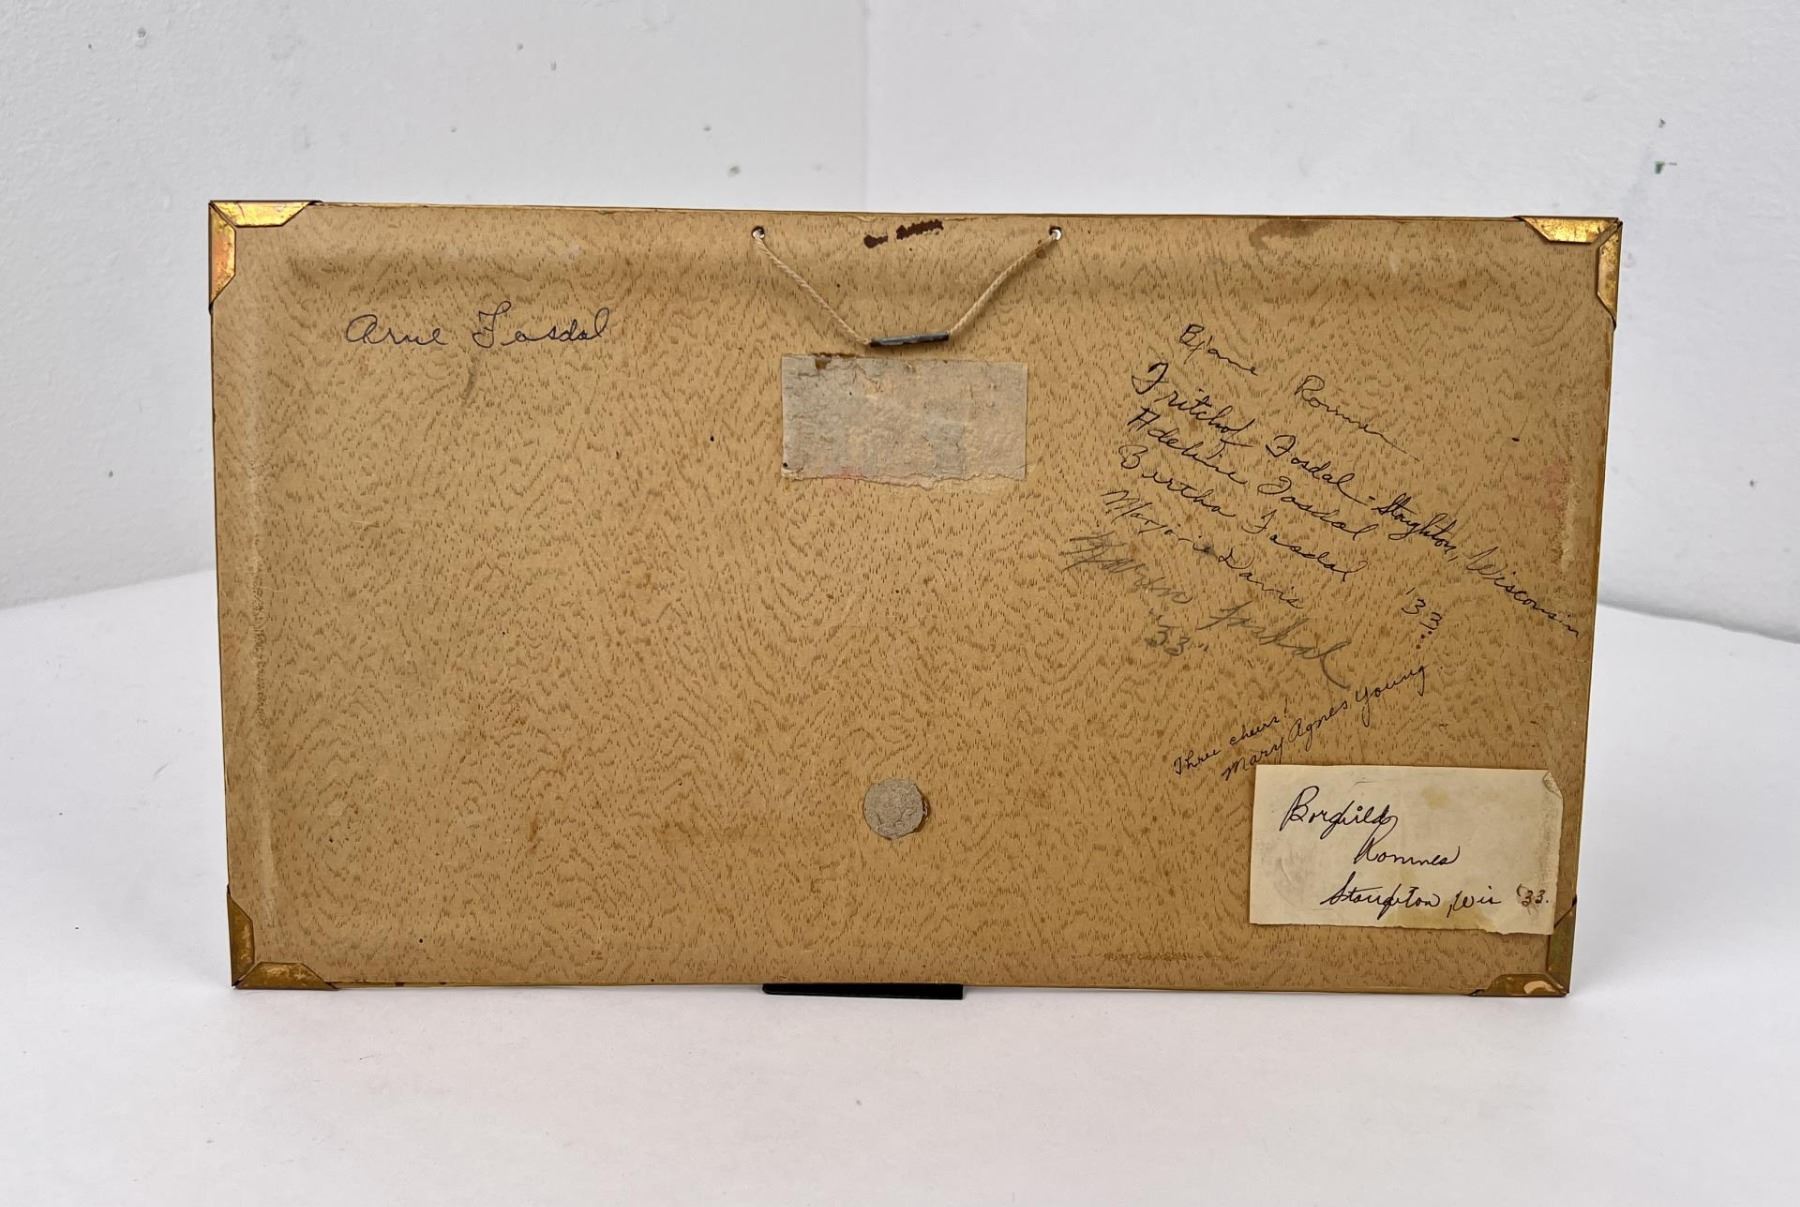 Arne Fosdal
Bjarne Romnes
Fritchof Fosdal - Stoughton, Wisconsin
Adeline Fosdal
Bertha Fosdal '33
Marjorie Davis
Fosdal
"33"
Three cheers!
Mary Agnes Young
Borghild
Romnes
Stoughton, Wis '33.